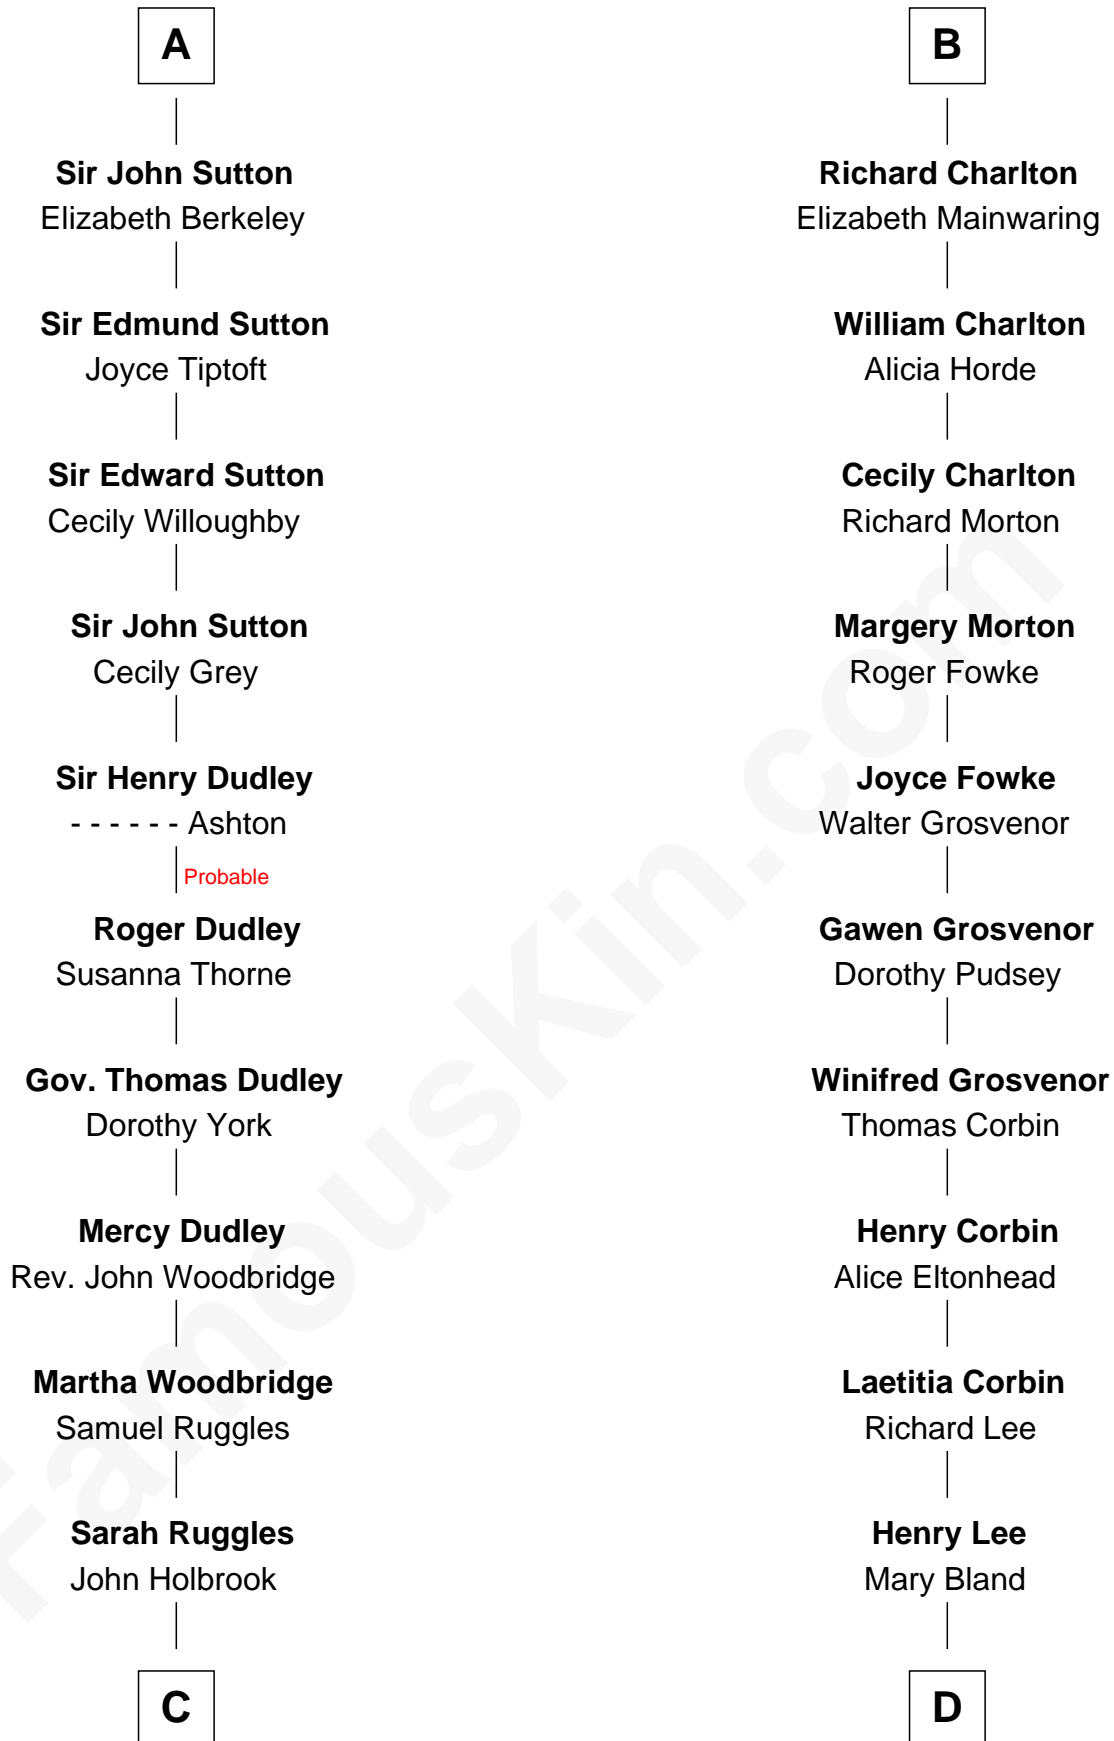 A
Sir John Sutton
Elizabeth Berkeley
Sir Edmund Sutton
Joyce Tiptoft
Sir Edward Sutton
Cecily Willoughby
Sir John Sutton
Cecily Grey
Sir Henry Dudley
- - - - - - Ashton
Probable
Roger Dudley
Susanna Thorne
Gov. Thomas Dudley
Dorothy York
Mercy Dudley
Rev. John Woodbridge
Martha Woodbridge
Samuel Ruggles
Sarah Ruggles
John Holbrook
C
B
Richard Charlton
Elizabeth Mainwaring
William Charlton
Alicia Horde
Cecily Charlton
Richard Morton
Margery Morton
Roger Fowke
Joyce Fowke
Walter Grosvenor
Gawen Grosvenor
Dorothy Pudsey
Winifred Grosvenor
Thomas Corbin
Henry Corbin
Alice Eltonhead
Laetitia Corbin
Richard Lee
Henry Lee
Mary Bland
D
FamousKin.com